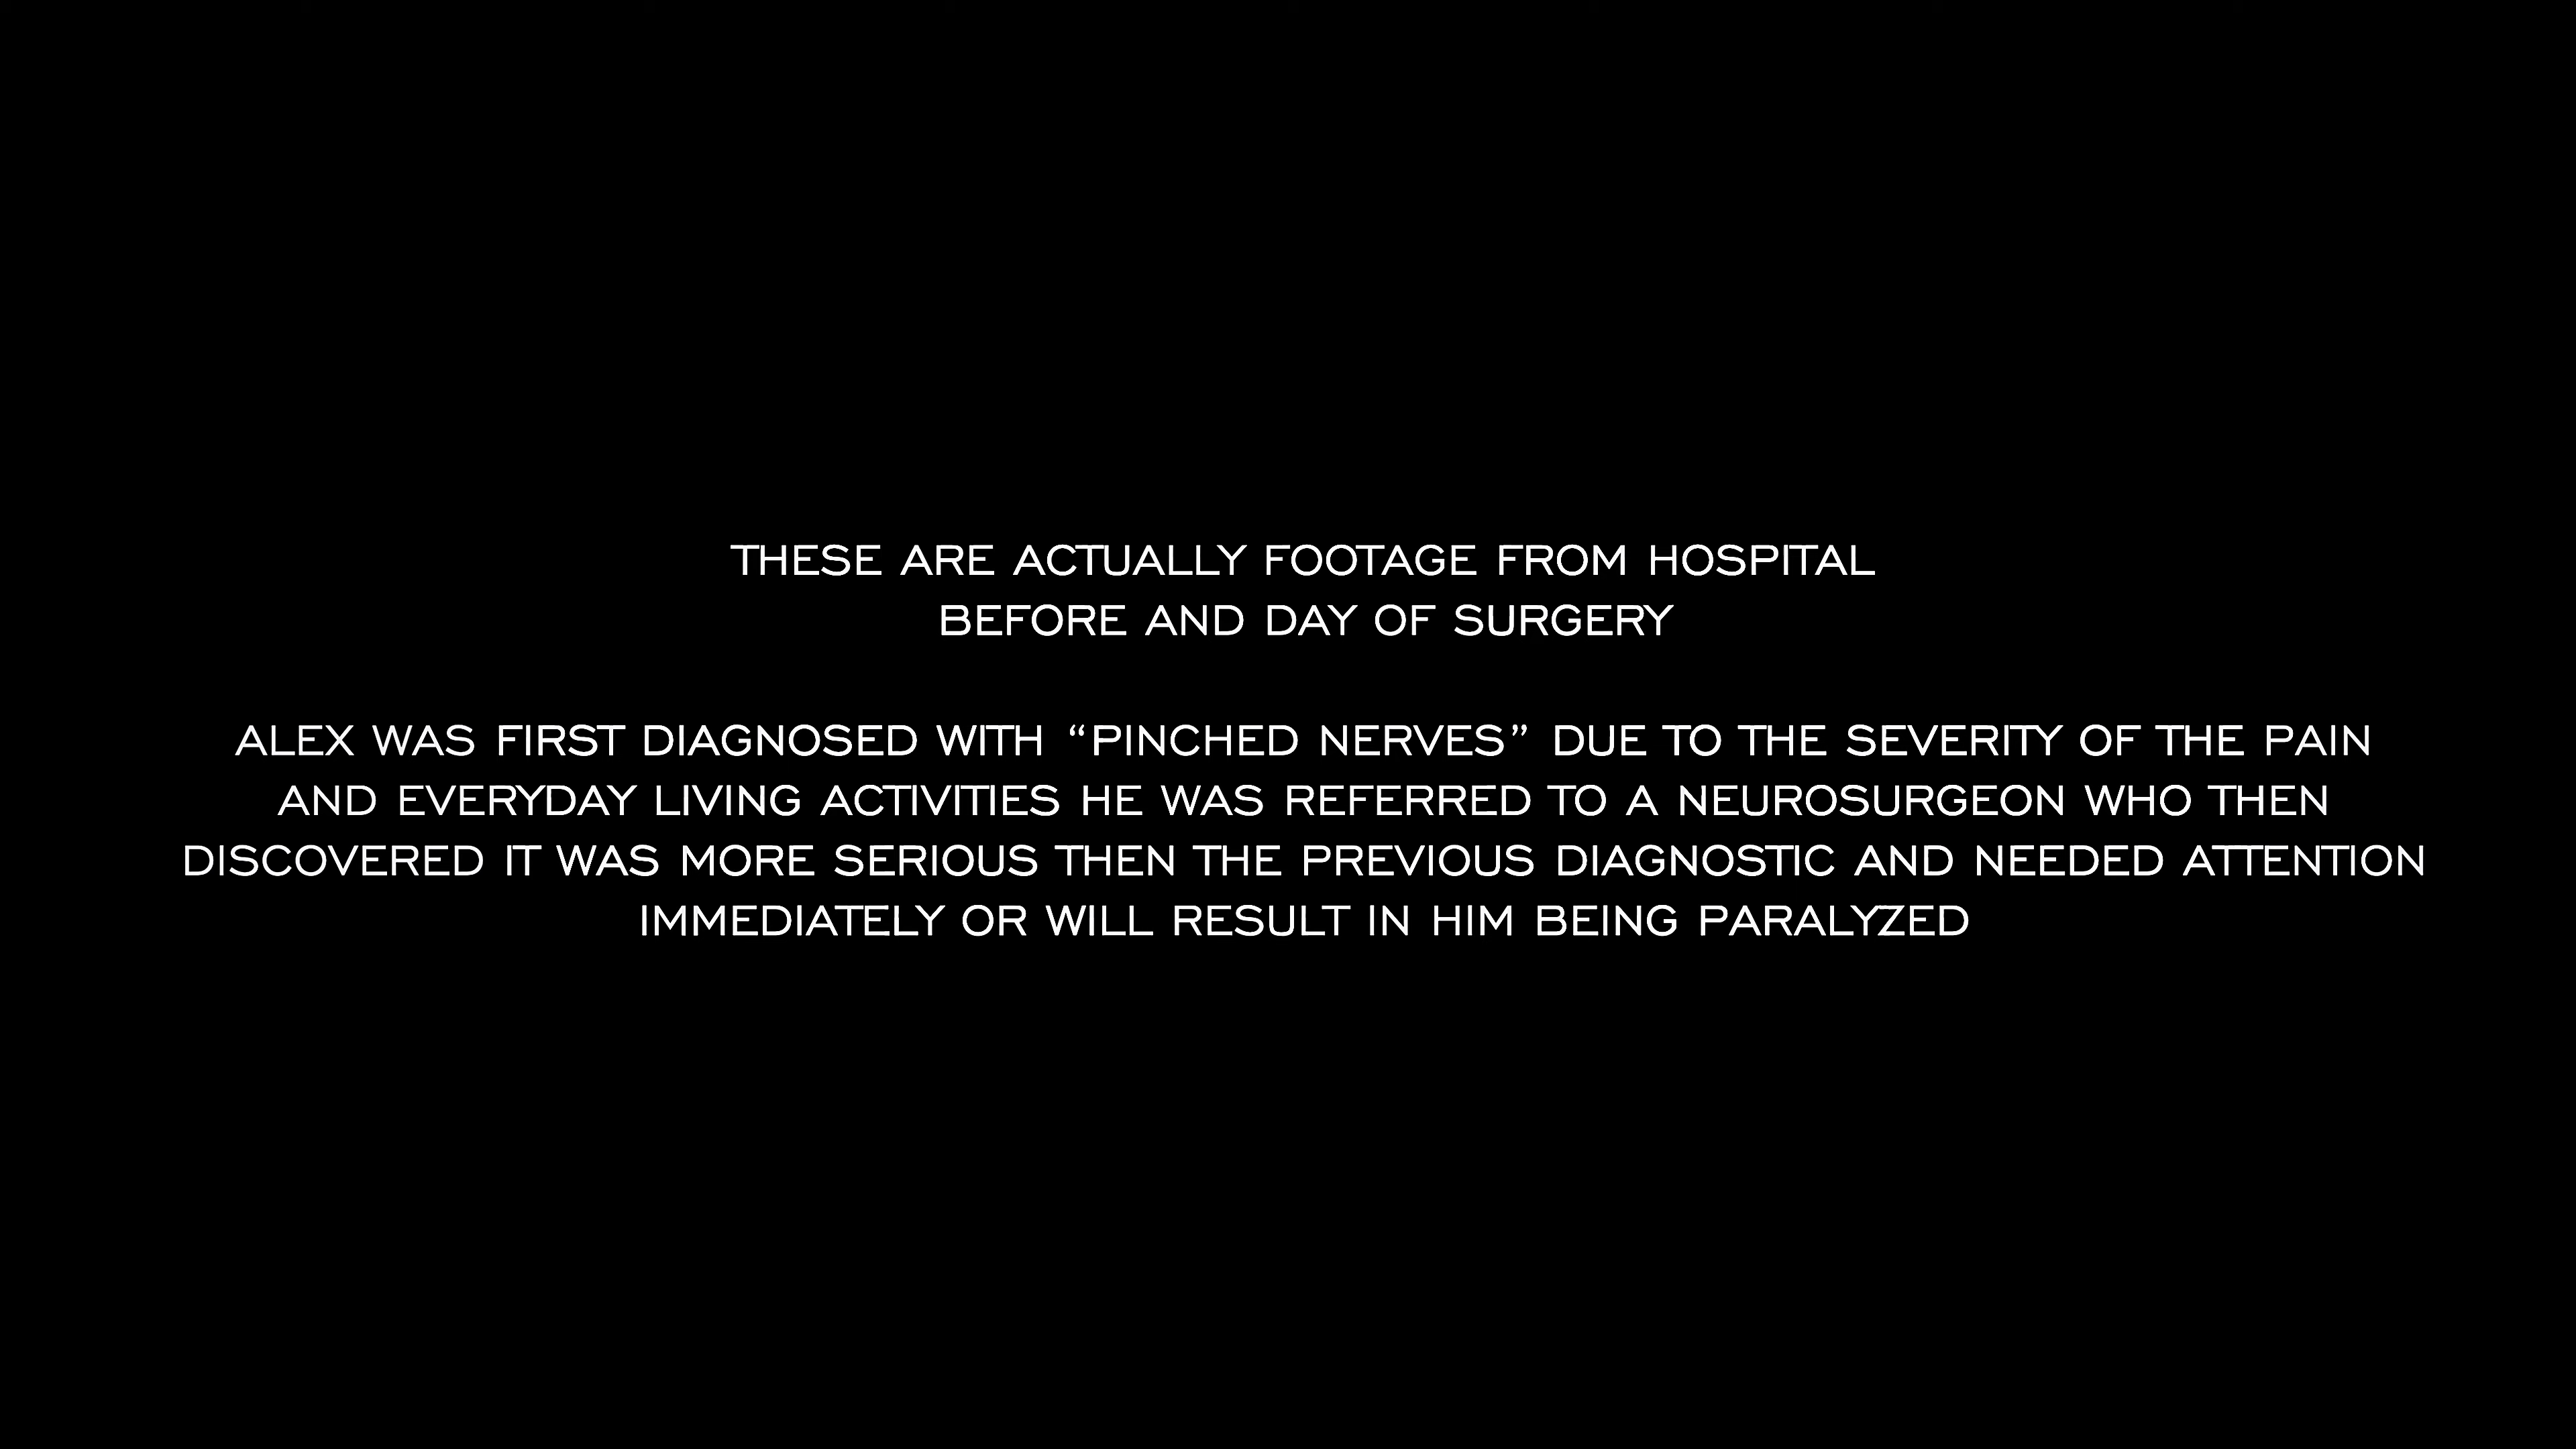 THESE ARE ACTUALLY FOOTAGE FROM HOSPITAL
BEFORE AND DAY OF SURGERY
ALEX WAS FIRST DIAGNOSED WITH “PINCHED NERVES” DUE TO THE SEVERITY OF THE PAIN
AND EVERYDAY LIVING ACTIVITIES HE WAS REFERRED TO A NEUROSURGEON WHO THEN
DISCOVERED IT WAS MORE SERIOUS THEN THE PREVIOUS DIAGNOSTIC AND NEEDED ATTENTION
IMMEDIATELY OR WILL RESULT IN HIM BEING PARALYZED